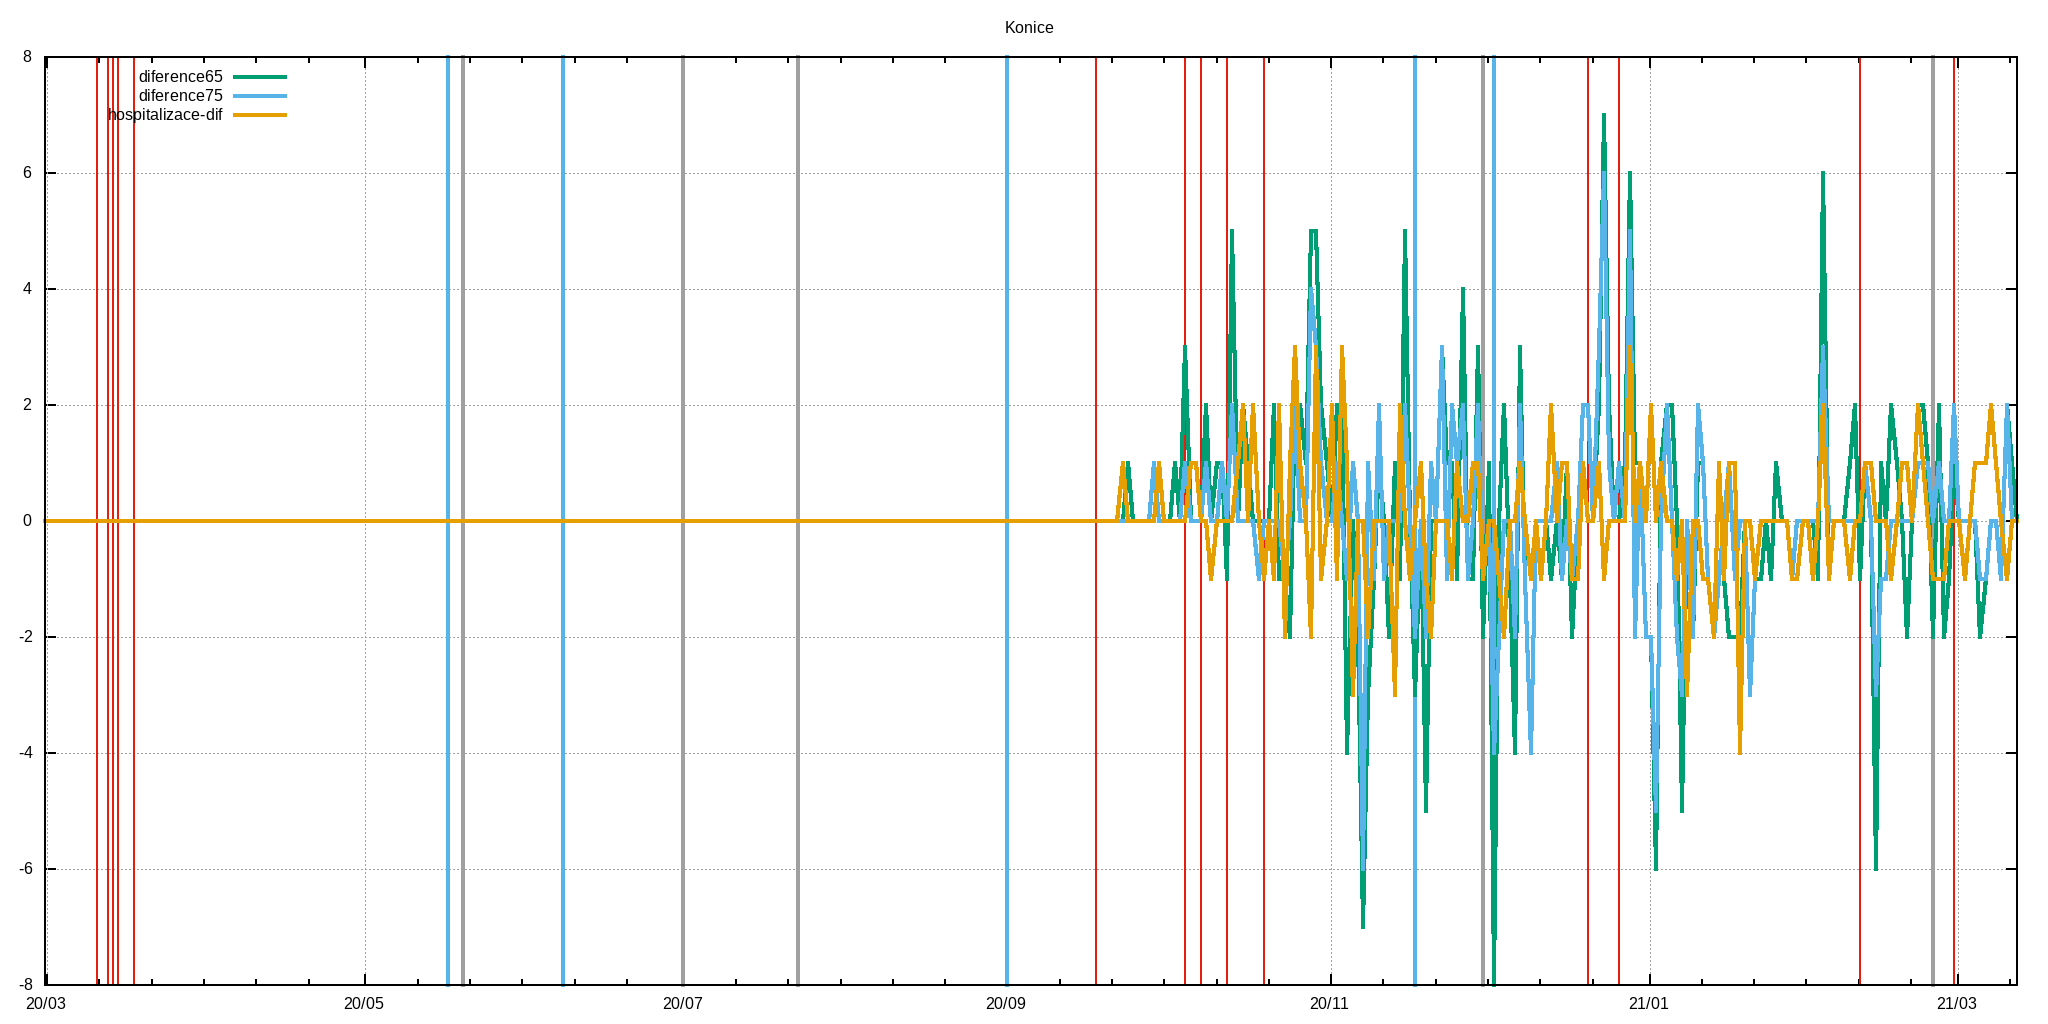 Konice
diference65
diference75
hospitalizace-dif
8
6
4
2
0
-2
-4
-6
-8
20/03 20/05 20/07 20/09 20/11 21/01 21/03